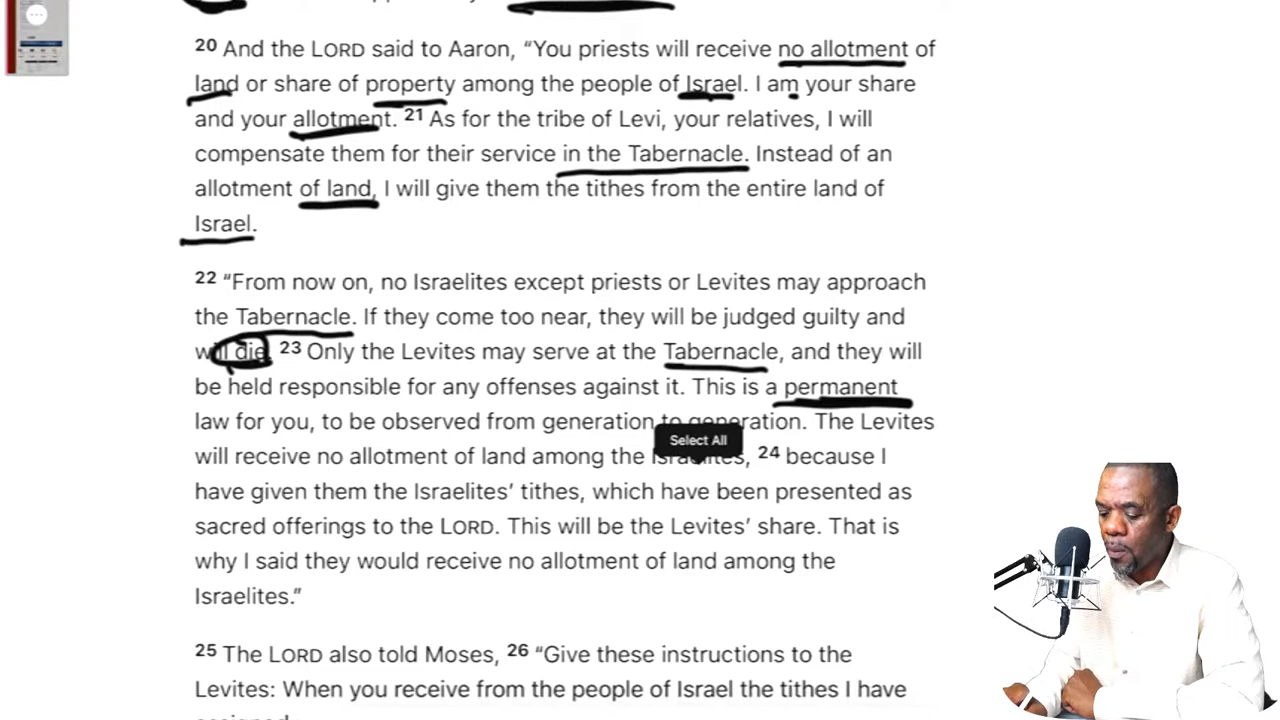 20 And the LORD said to Aaron, “You priests will receive no allotment of
land or share of property among the people of Israel. I am your share
and your allotment. 21 As for the tribe of Levi, your relatives, I will
compensate them for their service in the Tabernacle. Instead of an
allotment of land, I will give them the tithes from the entire land of
Israel.
22 “From now on, no Israelites except priests or Levites may approach
the Tabernacle. If they come too near, they will be judged guilty and
will die. 23 Only the Levites may serve at the Tabernacle, and they will
be held responsible for any offenses against it. This is a permanent
law for you, to be observed from generation to generation. The Levites
Select All
will receive no allotment of land among the Israelites, 24 because I
have given them the Israelites’ tithes, which have been presented as
sacred offerings to the LORD. This will be the Levites’ share. That is
why I said they would receive no allotment of land among the
Israelites.”
25 The LORD also told Moses, 26 “Give these instructions to the
Levites: When you receive from the people of Israel the tithes I have